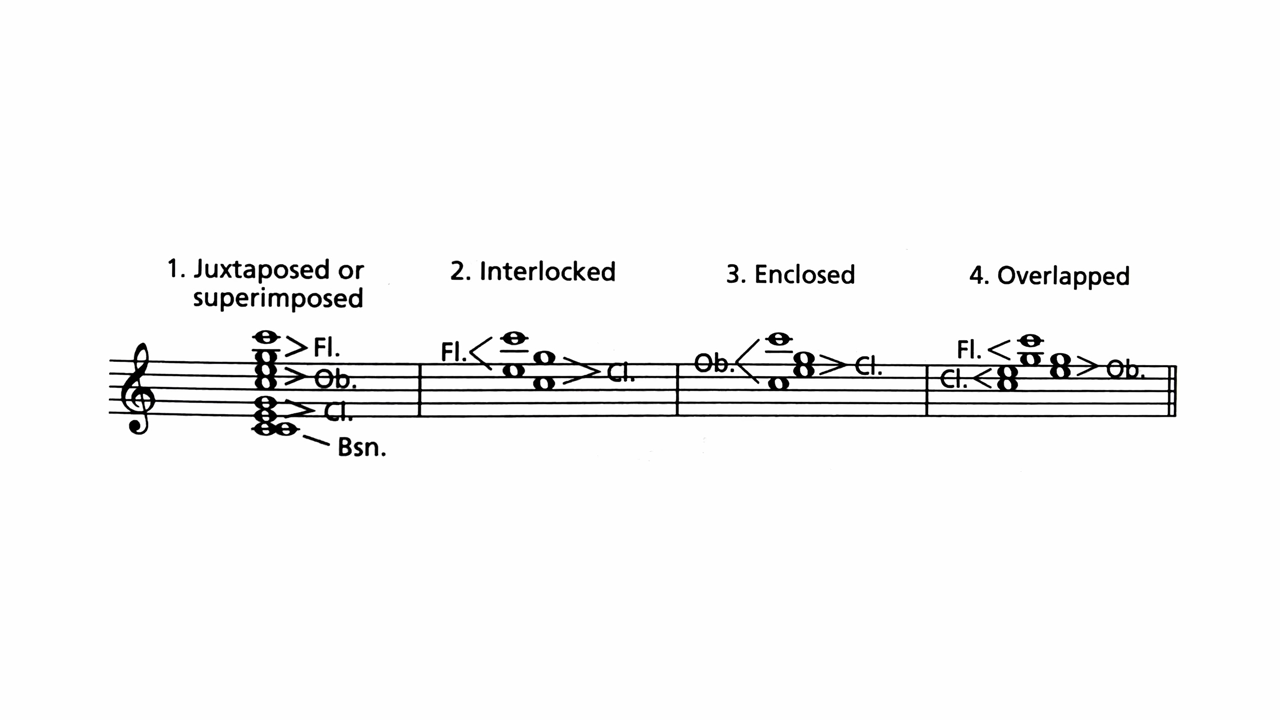 1. Juxtaposed or
superimposed
2. Interlocked
3. Enclosed
4. Overlapped
Fl.
Ob.
Cl.
Bsn.
Fl.
Cl.
Ob.
Cl.
Fl.
Cl.
Ob.